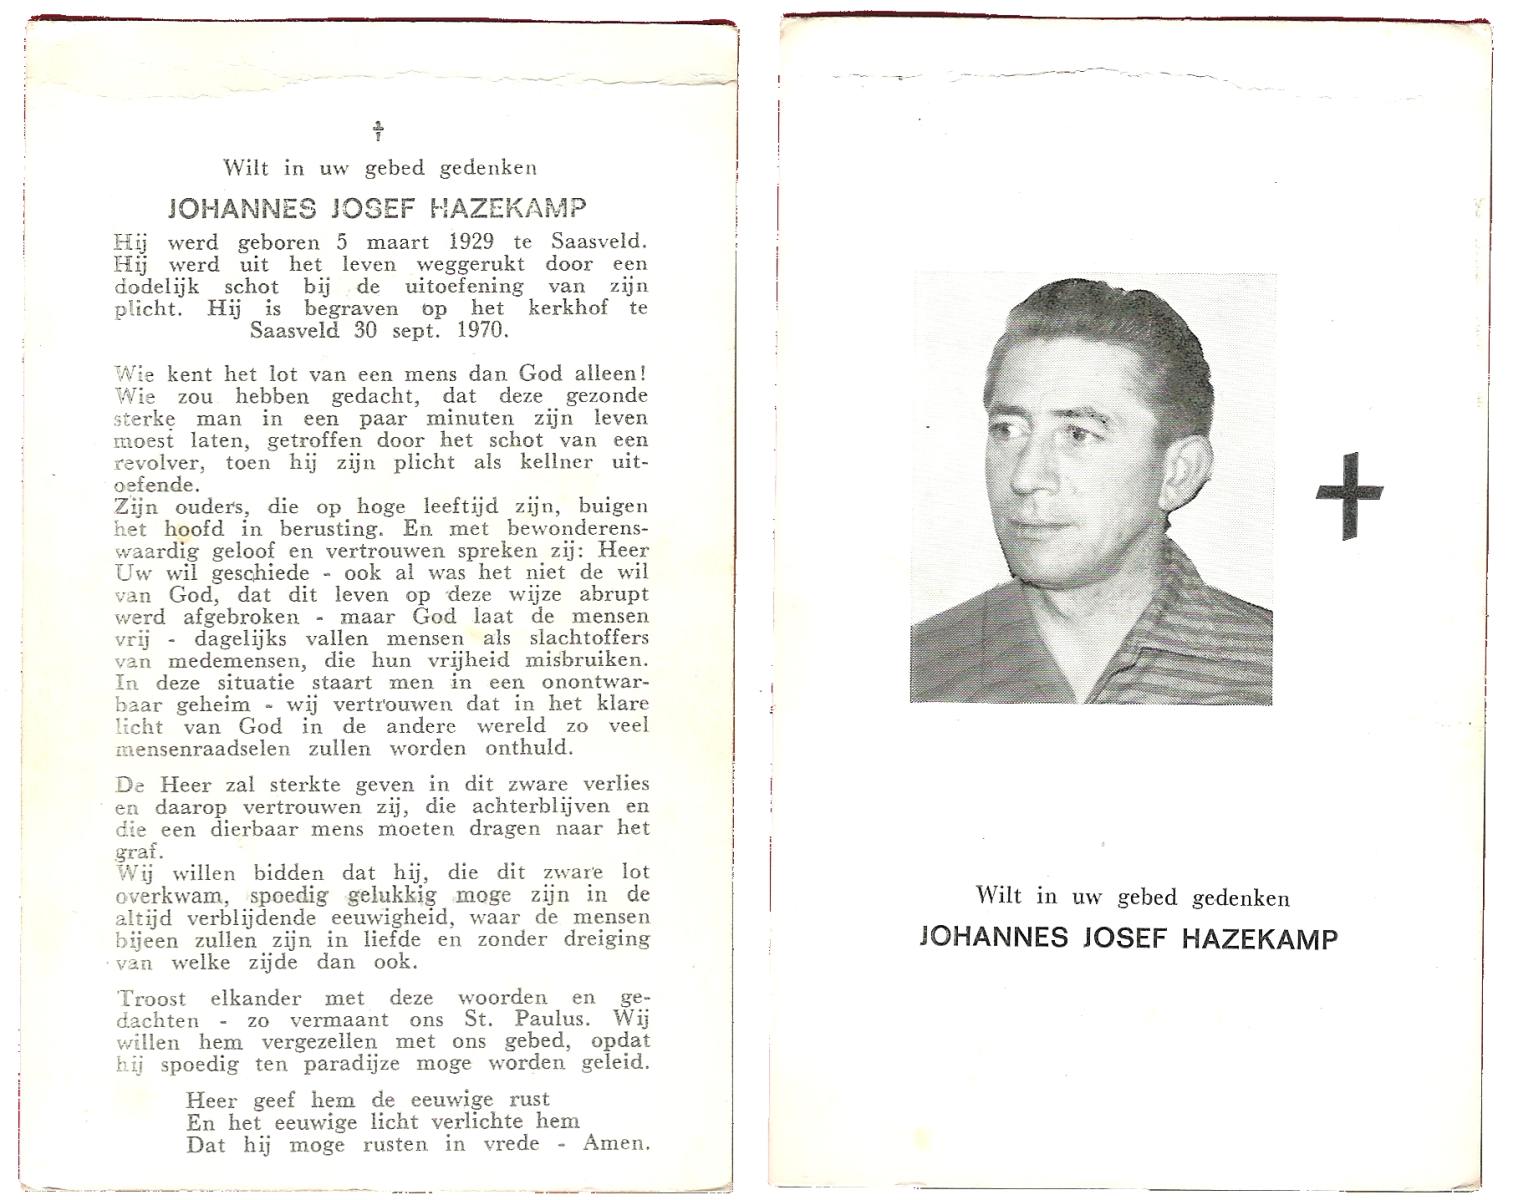 Wilt in uw gebed gedenken
JOHANNES JOSEF HAZEKAMP
Hij werd geboren 5 maart 1929 te Saasveld.
Hij werd uit het leven weggerukt door een
dodelijk schot bij de uitoefening van zijn
plicht. Hij is begraven op het kerkhof te
Saasveld 30 sept. 1970.
Wie kent het lot van een mens dan God alleen!
Wie zou hebben gedacht, dat deze gezonde
sterke man in een paar minuten zijn leven
moest laten, getroffen door het schot van een
revolver, toen hij zijn plicht als kellner uit-
oefende.
Zijn ouders, die op hoge leeftijd zijn, buigen
het hoofd in berusting. En met bewonderens-
waardig geloof en vertrouwen spreken zij: Heer
Uw wil geschiede - ook al was het niet de wil
van God, dat dit leven op deze wijze abrupt
werd afgebroken - maar God laat de mensen
vrij - dagelijks vallen mensen als slachtoffers
van medemensen, die hun vrijheid misbruiken.
In deze situatie staart men in een onontwar-
baar geheim - wij vertrouwen dat in het klare
licht van God in de andere wereld zo veel
mensenraadselen zullen worden onthuld.
De Heer zal sterkte geven in dit zware verlies
en daarop vertrouwen zij, die achterblijven en
die een dierbaar mens moeten dragen naar het
graf.
Wij willen bidden dat hij, die dit zware lot
overkwam, spoedig gelukkig moge zijn in de
altijd verblijdende eeuwigheid, waar de mensen
bijeen zullen zijn in liefde en zonder dreiging
van welke zijde dan ook.
Troost elkander met deze woorden en ge-
dachten - zo vermaant ons St. Paulus. Wij
willen hem vergezellen met ons gebed, opdat
hij spoedig ten paradijze moge worden geleid.
Heer geef hem de eeuwige rust
En het eeuwige licht verlichte hem
Dat hij moge rusten in vrede - Amen.
Wilt in uw gebed gedenken
JOHANNES JOSEF HAZEKAMP